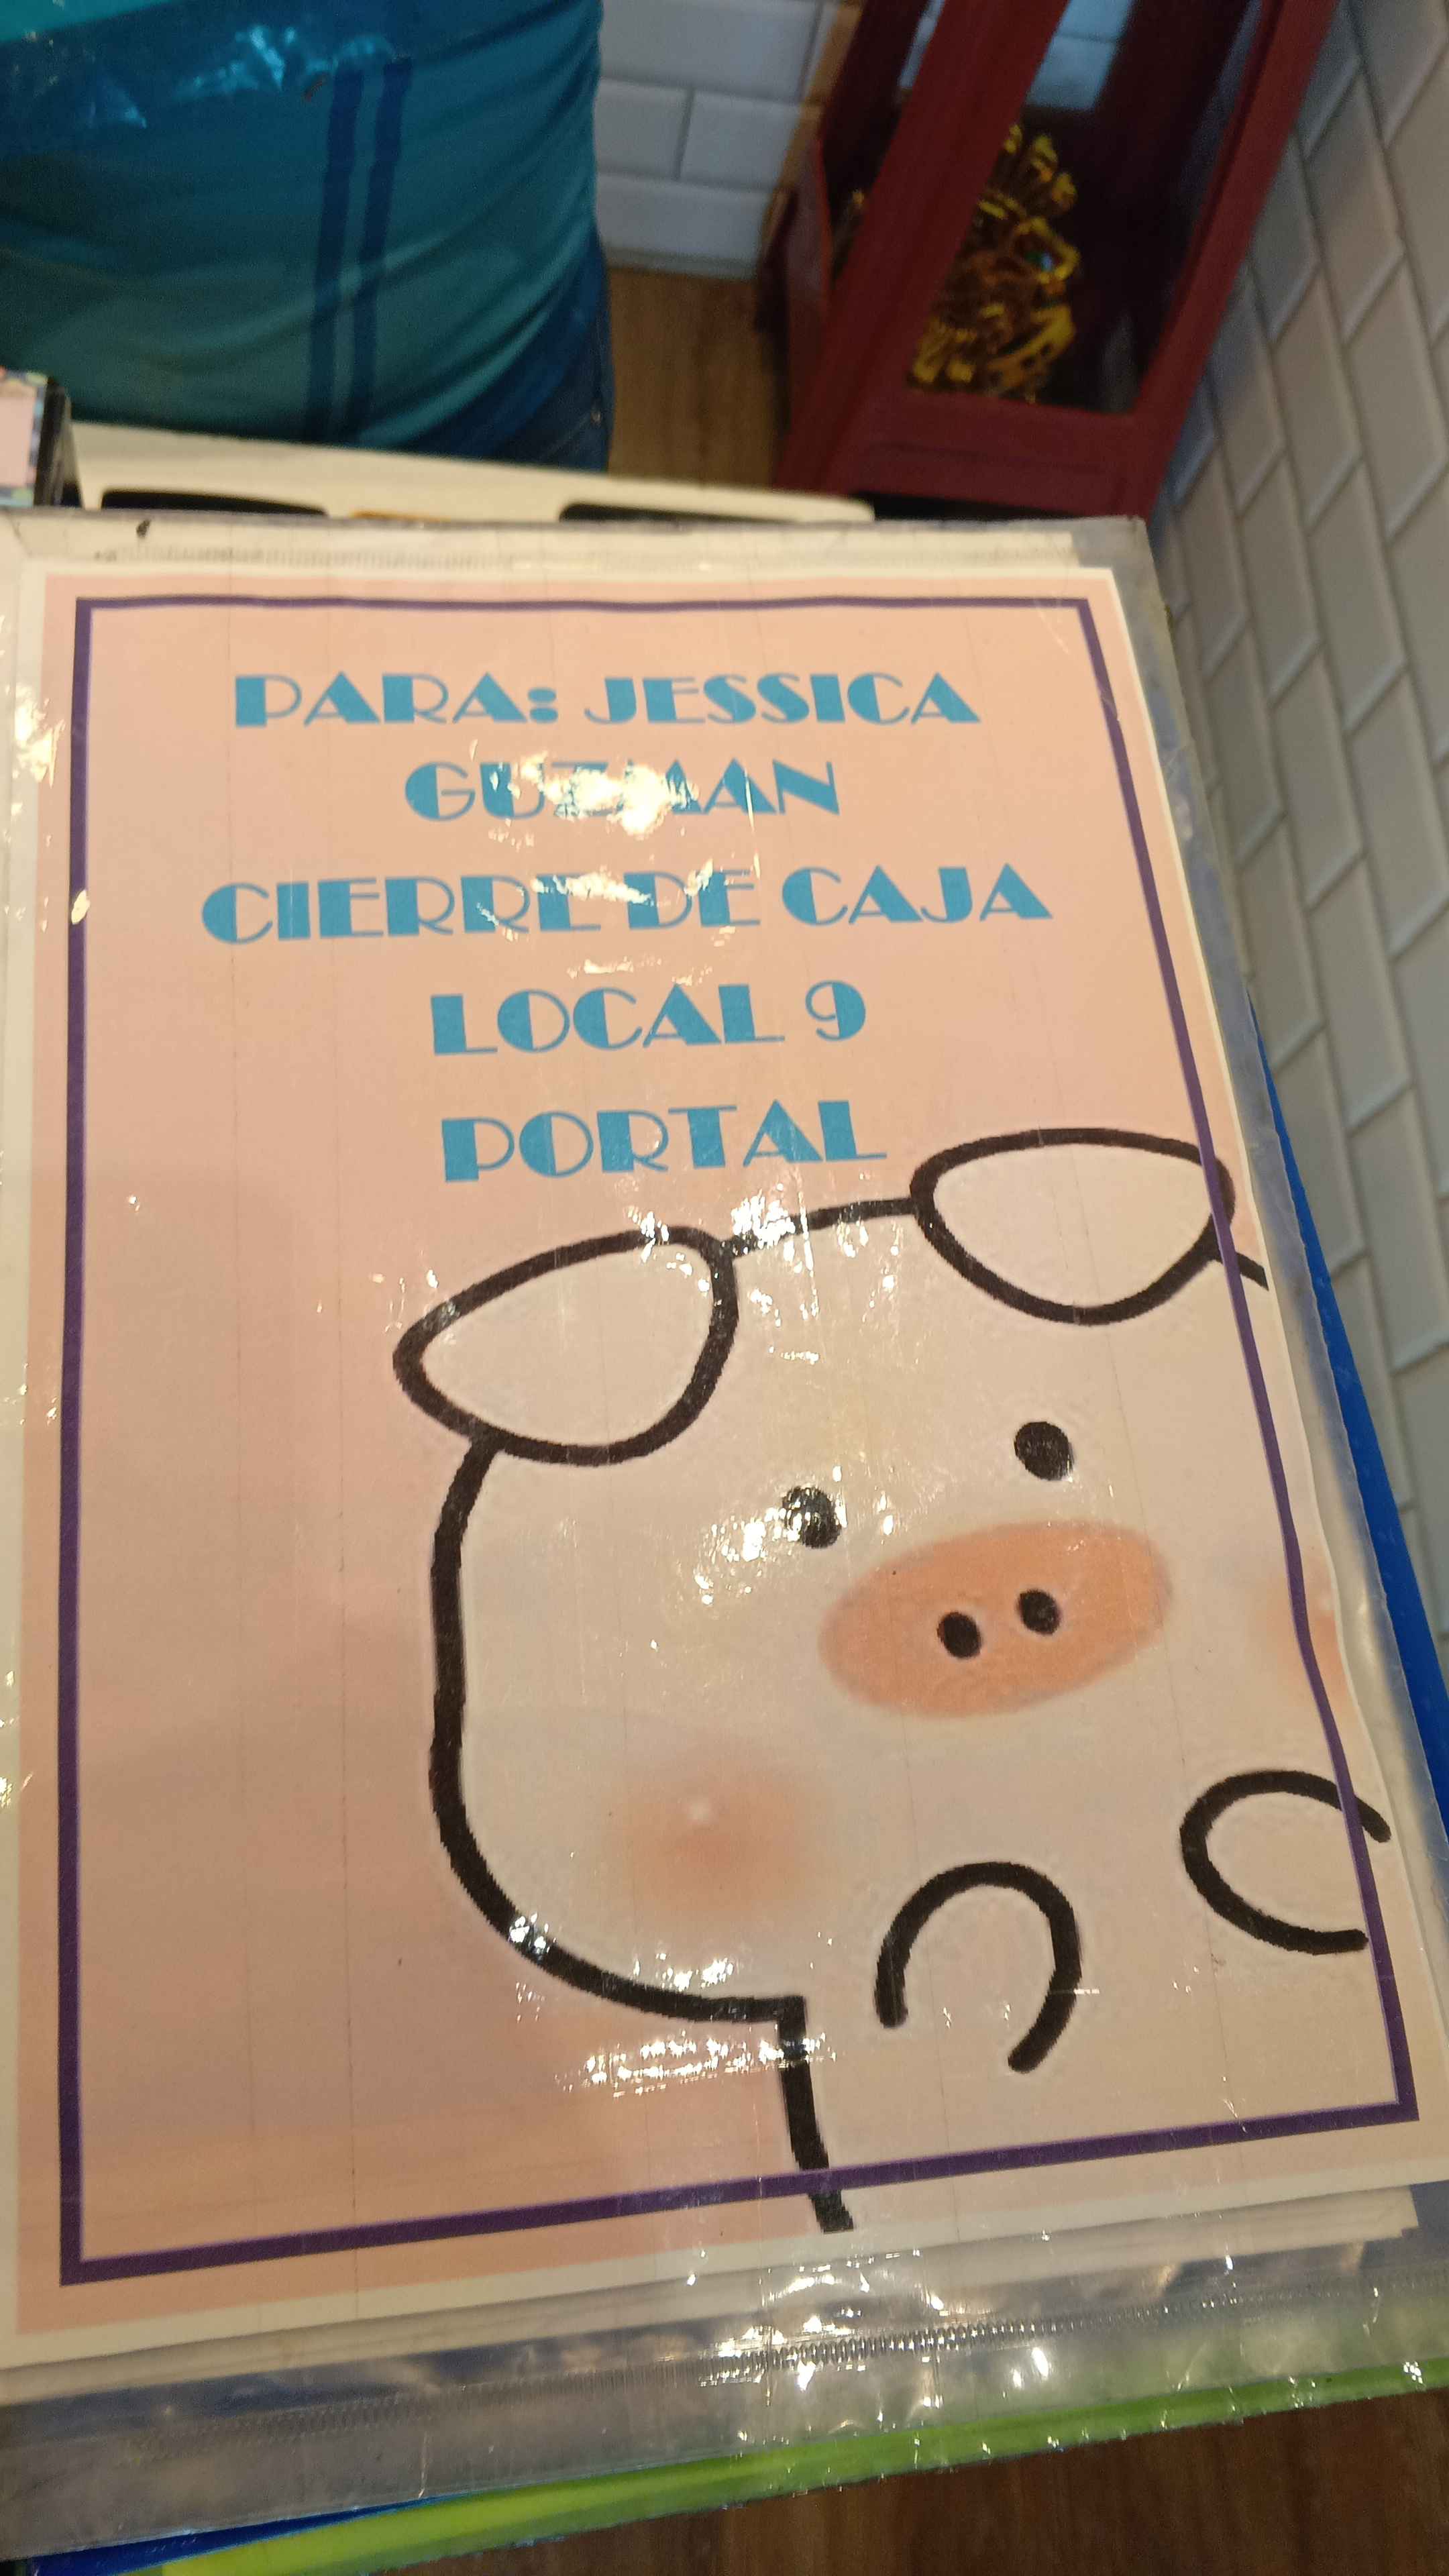 PARA: JESSICA
GUZMAN
CIERRE DE CAJA
LOCAL 9
PORTAL